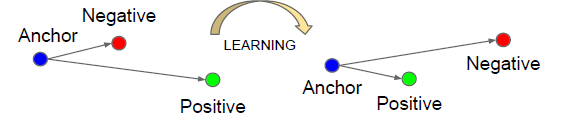 Negative
Anchor
Positive
LEARNING
Negative
Anchor
Positive